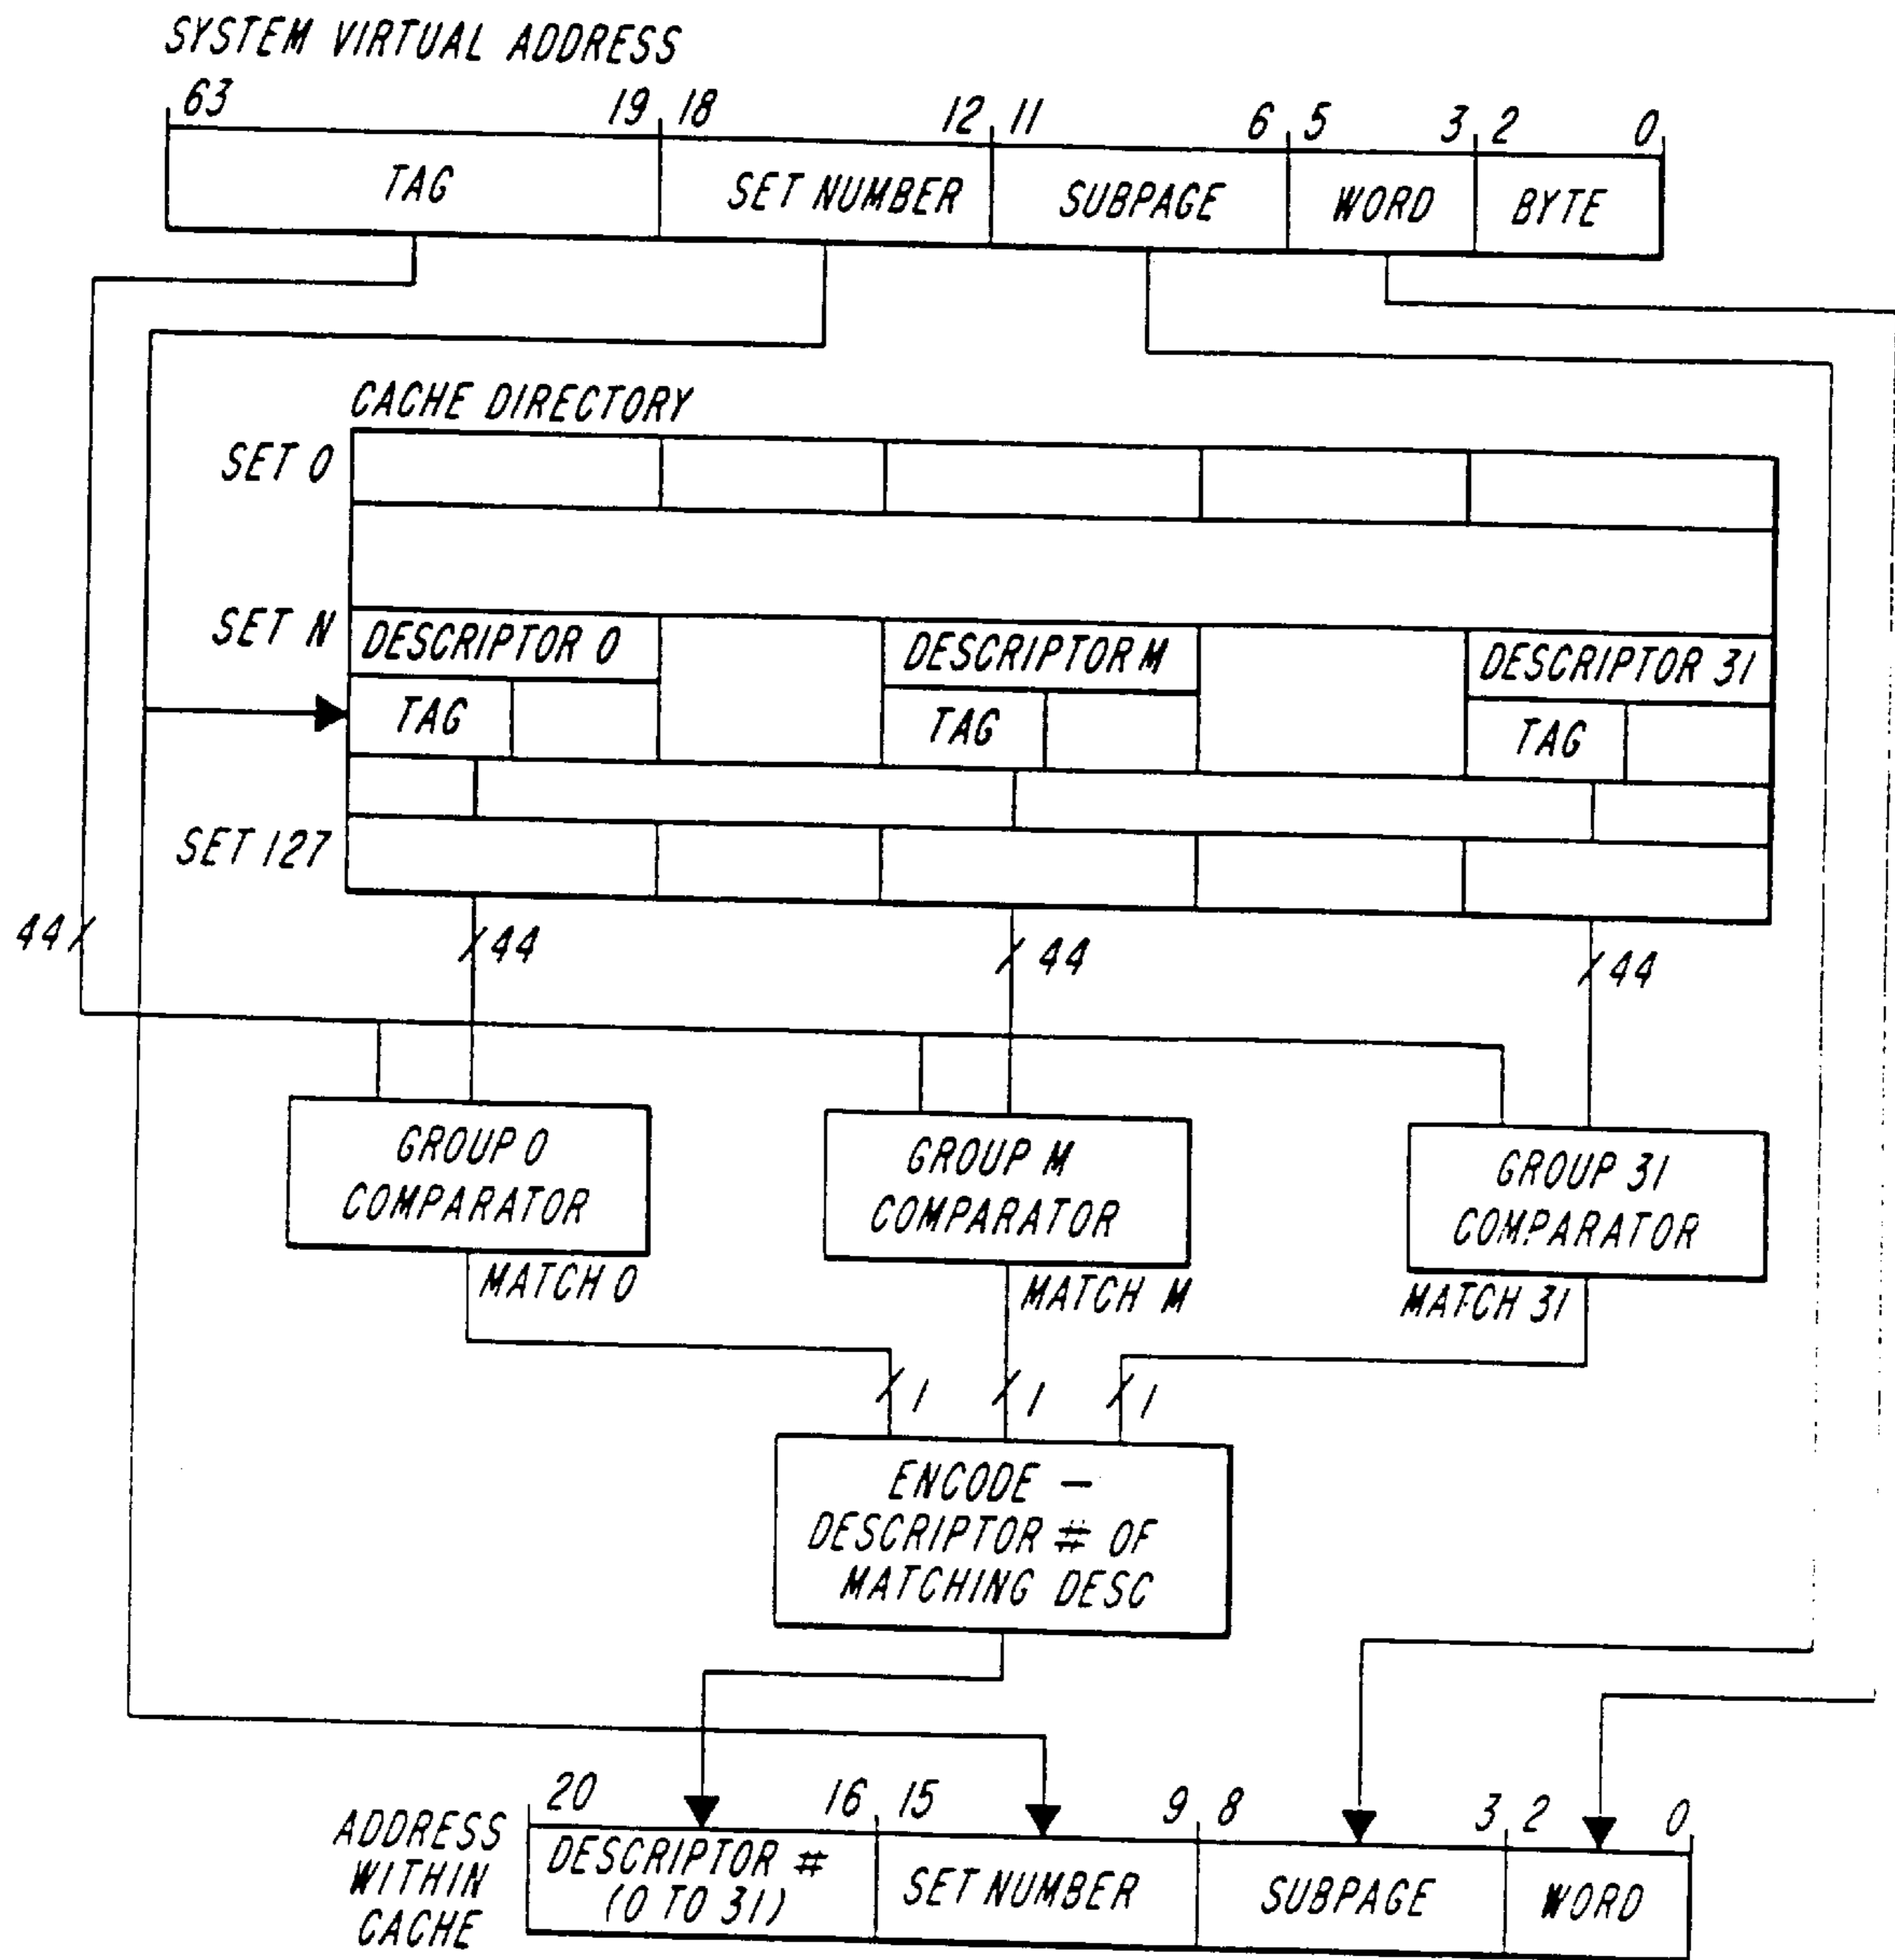 SYSTEM VIRTUAL ADDRESS
63 19 18 12 11 6 5 3 2 0
TAG SET NUMBER SUBPAGE WORD BYTE
CACHE DIRECTORY
SET 0
SET N
DESCRIPTOR 0 DESCRIPTOR M DESCRIPTOR 31
TAG TAG TAG
SET 127
44 44 44 44
GROUP 0
COMPARATOR
GROUP M
COMPARATOR
GROUP 31
COMPARATOR
MATCH 0 MATCH M MATCH 31
1 1 1
ENCODE -
DESCRIPTOR # OF
MATCHING DESC
20 16 15 9 8 3 2 0
ADDRESS
WITHIN
CACHE
DESCRIPTOR #
(0 TO 31)
SET NUMBER SUBPAGE WORD